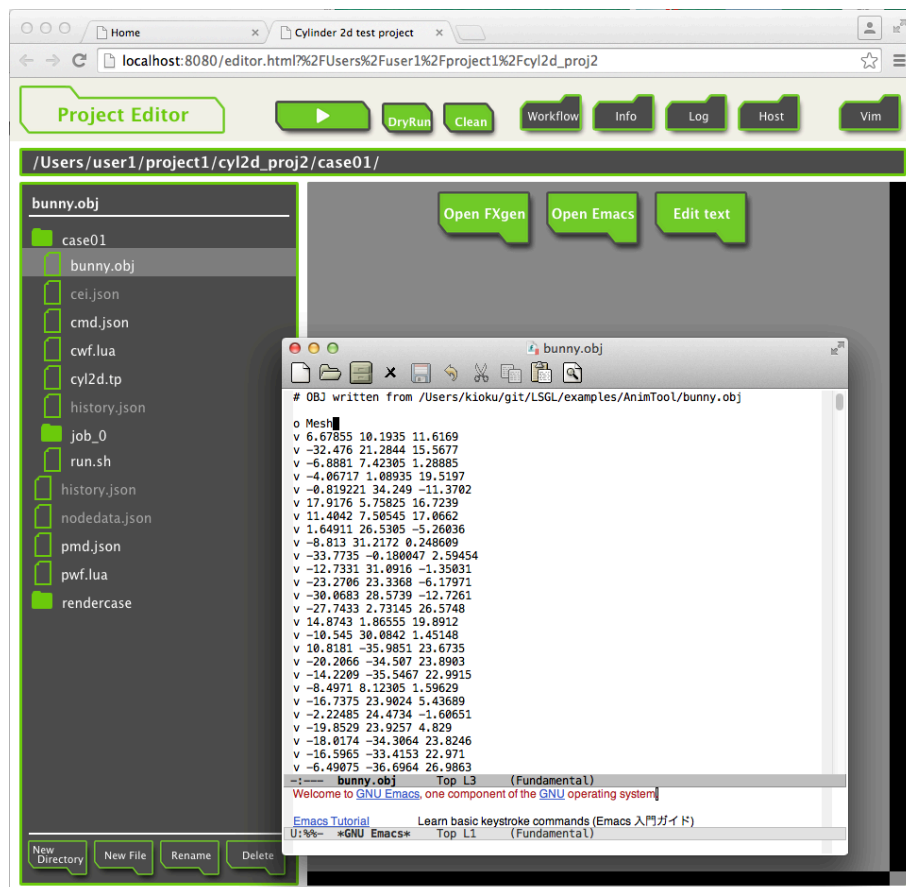 Home
Cylinder 2d test project
localhost:8080/editor.html?%2FUsers%2Fuser1%2Fproject1%2Fcyl2d_proj2
Project Editor
DryRun
Clean
Workflow
Info
Log
Host
Vim
/Users/user1/project1/cyl2d_proj2/case01/
bunny.obj
case01
bunny.obj
cei.json
cmd.json
cwf.lua
cyl2d.tp
history.json
job_0
run.sh
history.json
nodedata.json
pmd.json
pwf.lua
rendercase
New
Directory
New File
Rename
Delete
Open FXgen
Open Emacs
Edit text
bunny.obj
# OBJ written from /Users/kioku/git/LSGL/examples/AnimTool/bunny.obj
o Mesh
v 6.67855 10.1935 11.6169
v -32.476 21.2844 15.5677
v -6.8881 7.42305 1.28885
v -4.06717 1.08935 19.5197
v -0.819221 34.249 -11.3702
v 17.9176 5.75825 16.7239
v 11.4042 7.50545 17.0662
v 1.64911 26.5305 -5.26036
v -8.813 31.2172 0.248609
v -33.7735 -0.180047 2.59454
v -12.7331 31.0916 -1.35031
v -23.2706 23.3368 -6.17971
v -30.0683 28.5739 -12.7261
v -27.7433 2.73145 26.5748
v 14.8743 1.86555 19.8912
v -10.545 30.0842 1.45148
v 10.8181 -35.9851 23.6735
v -20.2066 -34.507 23.8903
v -14.2209 -35.5467 22.9915
v -8.4971 8.12305 1.59629
v -16.7375 23.9024 5.43689
v -2.22485 24.4734 -1.60651
v -19.8529 23.9257 4.829
v -18.0174 -34.3064 23.8246
v -16.5965 -33.4153 22.971
v -6.49075 -36.6964 26.9863
-:--- bunny.obj Top L3 (Fundamental)
Welcome to GNU Emacs, one component of the GNU operating system.
Emacs Tutorial Learn basic keystroke commands (Emacs 入門ガイド)
U:%%- *GNU Emacs* Top L1 (Fundamental)